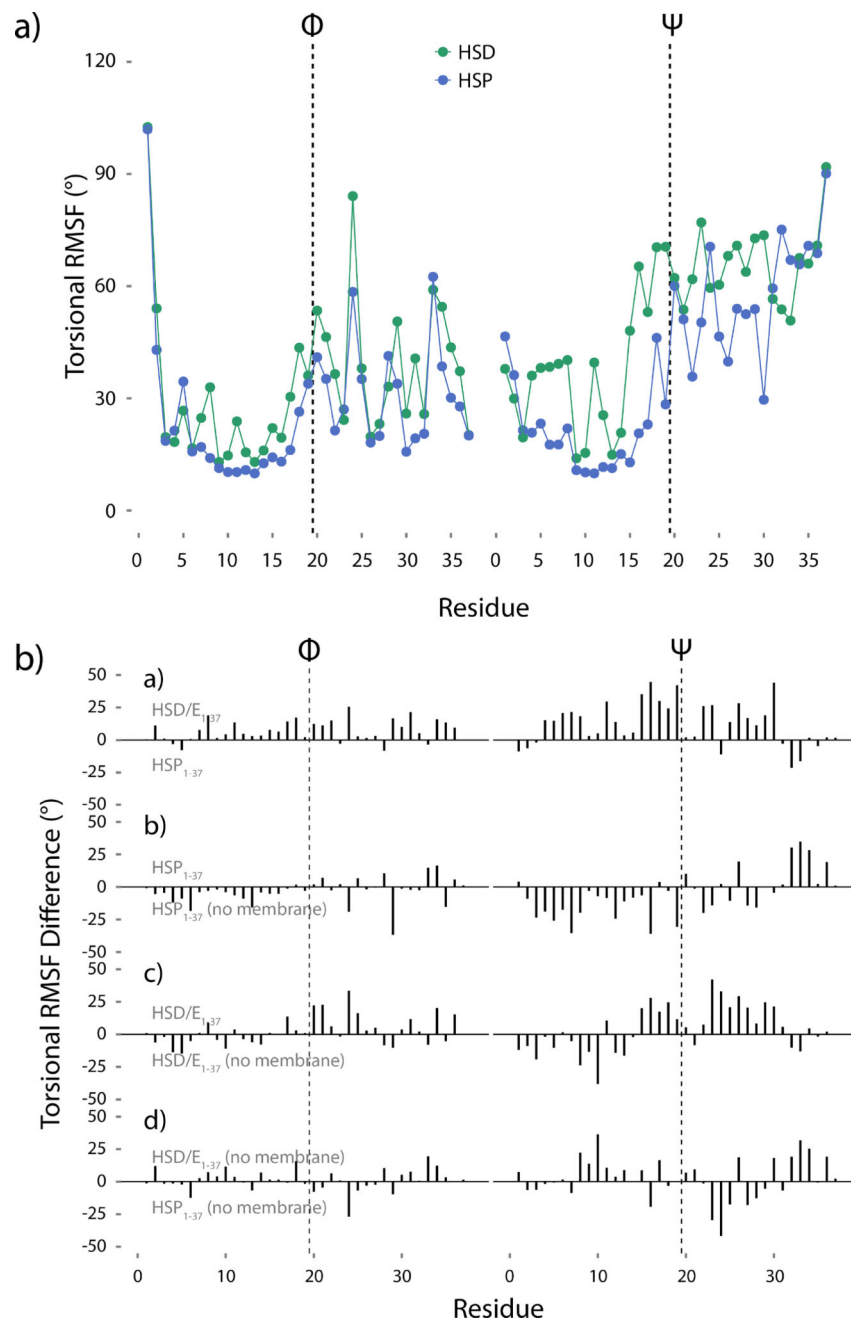 a)
Φ
Ψ
HSD
HSP
120
90
60
30
0
Torsional RMSF (°)
0 5 10 15 20 25 30 35 0 5 10 15 20 25 30 35
Residue
b)
Φ
Ψ
50
25
0
-25
-50
a)
HSD/E1-37
HSP1-37
50
25
0
-25
-50
b)
HSP1-37
HSP1-37 (no membrane)
50
25
0
-25
-50
c)
HSD/E1-37
HSD/E1-37 (no membrane)
50
25
0
-25
-50
d)
HSD/E1-37 (no membrane)
HSP1-37 (no membrane)
Torsional RMSF Difference (°)
0 10 20 30 0 10 20 30
Residue